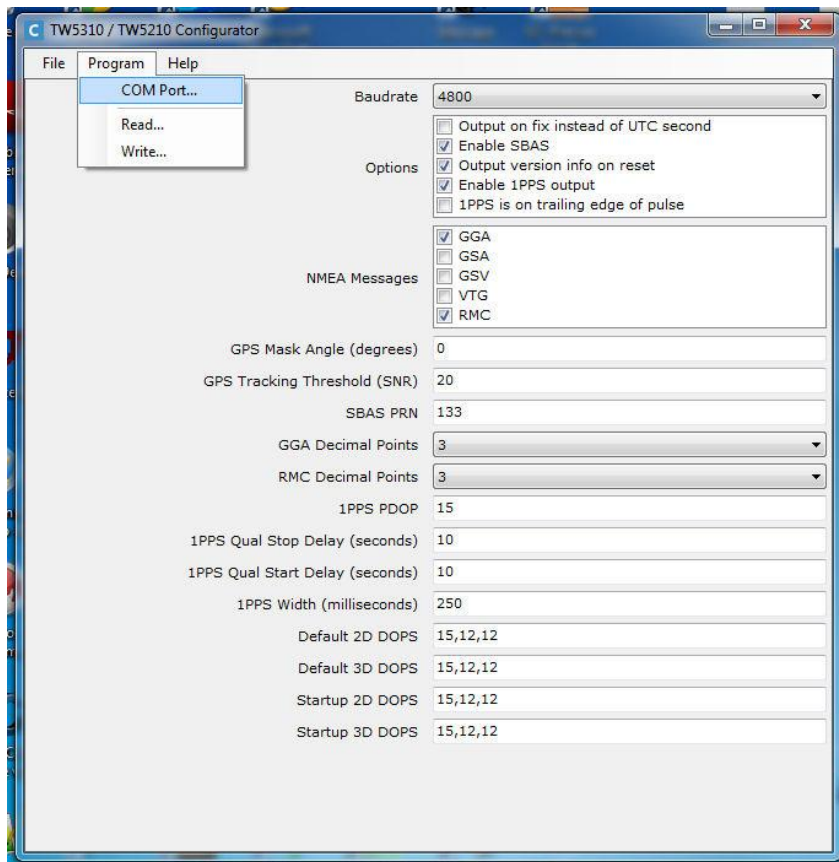 TW5310 / TW5210 Configurator
File Program Help
COM Port...
Read...
Write...
Baudrate 4800
Options
Output on fix instead of UTC second
Enable SBAS
Output version info on reset
Enable 1PPS output
1PPS is on trailing edge of pulse
NMEA Messages
GGA
GSA
GSV
VTG
RMC
GPS Mask Angle (degrees) 0
GPS Tracking Threshold (SNR) 20
SBAS PRN 133
GGA Decimal Points 3
RMC Decimal Points 3
1PPS PDOP 15
1PPS Qual Stop Delay (seconds) 10
1PPS Qual Start Delay (seconds) 10
1PPS Width (milliseconds) 250
Default 2D DOPS 15,12,12
Default 3D DOPS 15,12,12
Startup 2D DOPS 15,12,12
Startup 3D DOPS 15,12,12